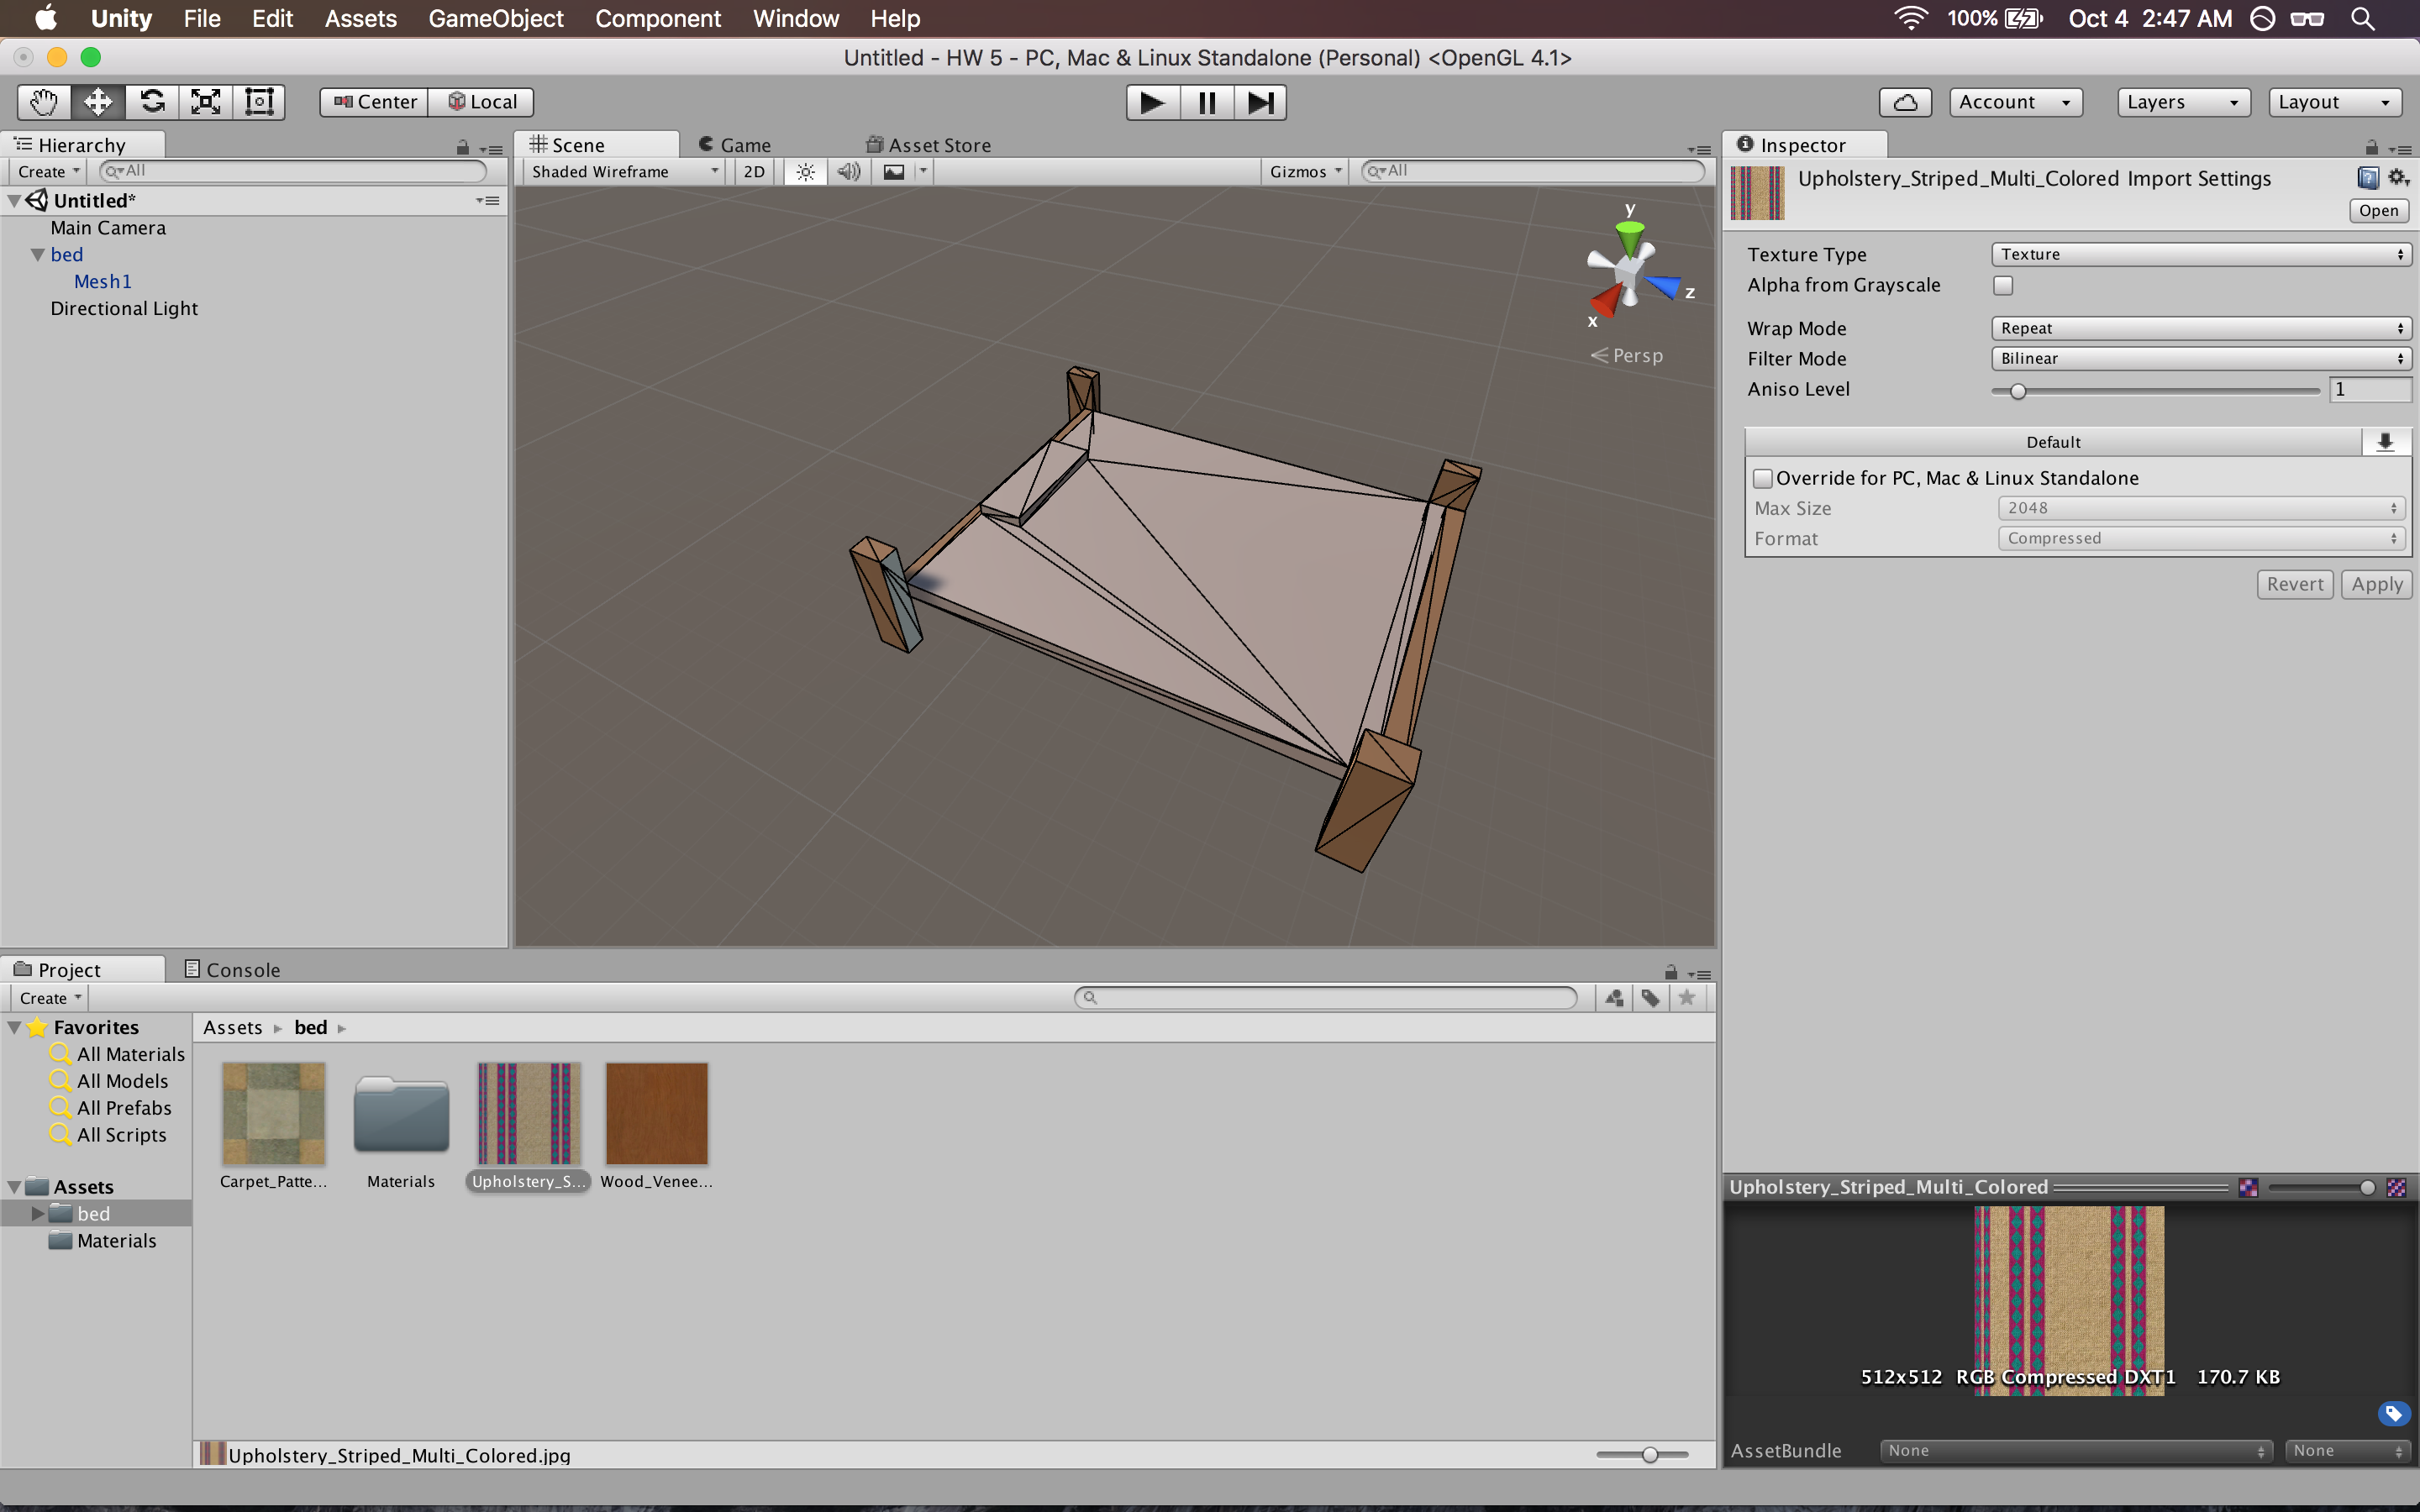 Unity File Edit Assets GameObject Component Window Help 100% Oct 4 2:47 AM
Untitled - HW 5 - PC, Mac & Linux Standalone (Personal) <OpenGL 4.1>
Center Local Account Layers Layout
Hierarchy
Create All
Untitled*
Main Camera
bed
Mesh1
Directional Light
Scene Game Asset Store
Shaded Wireframe 2D Gizmos All
y
z
x
Persp
Inspector
Upholstery_Striped_Multi_Colored Import Settings
Open
Texture Type Texture
Alpha from Grayscale
Wrap Mode Repeat
Filter Mode Bilinear
Aniso Level 1
Default
Override for PC, Mac & Linux Standalone
Max Size 2048
Format Compressed
Revert Apply
Project Console
Create
Favorites
All Materials
All Models
All Prefabs
All Scripts
Assets
bed
Materials
Assets bed
Carpet_Patte... Materials Upholstery_S... Wood_Venee...
Upholstery_Striped_Multi_Colored.jpg
Upholstery_Striped_Multi_Colored
512x512 RGB Compressed DXT1 170.7 KB
AssetBundle None None